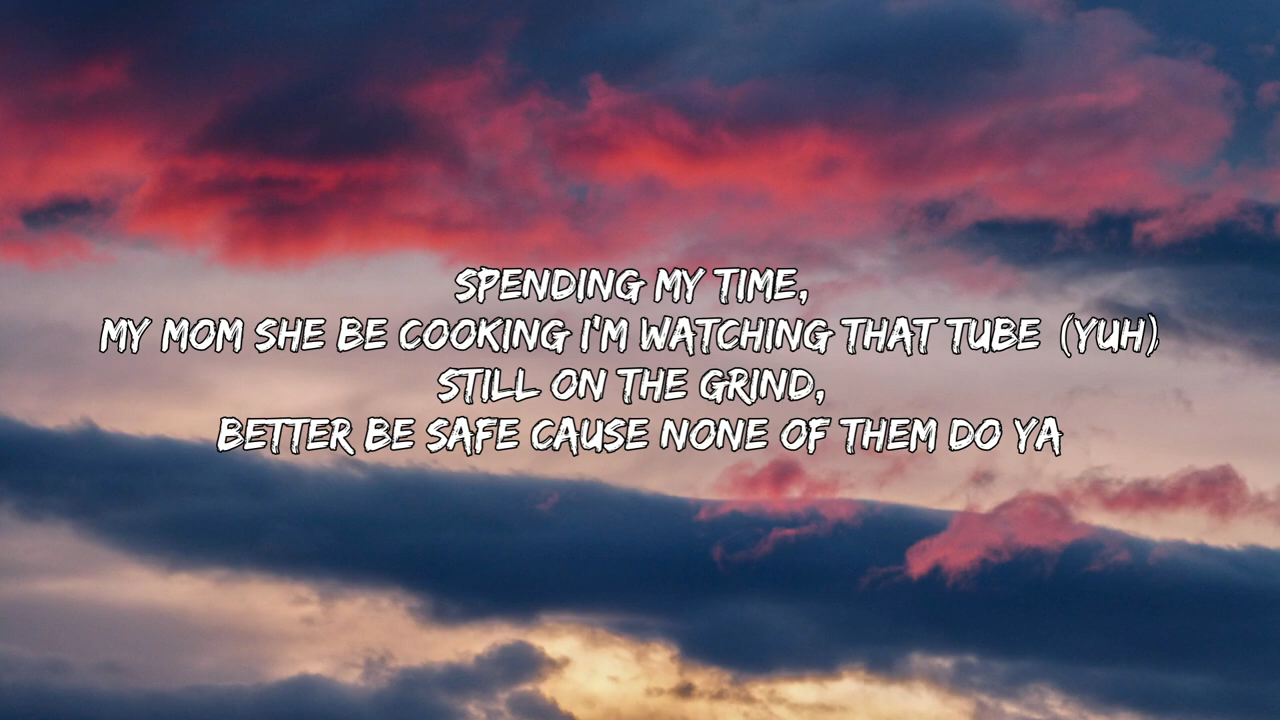 SPENDING MY TIME,
MY MOM SHE BE COOKING I'M WATCHING THAT TUBE (YUH)
STILL ON THE GRIND,
BETTER BE SAFE CAUSE NONE OF THEM DO YA